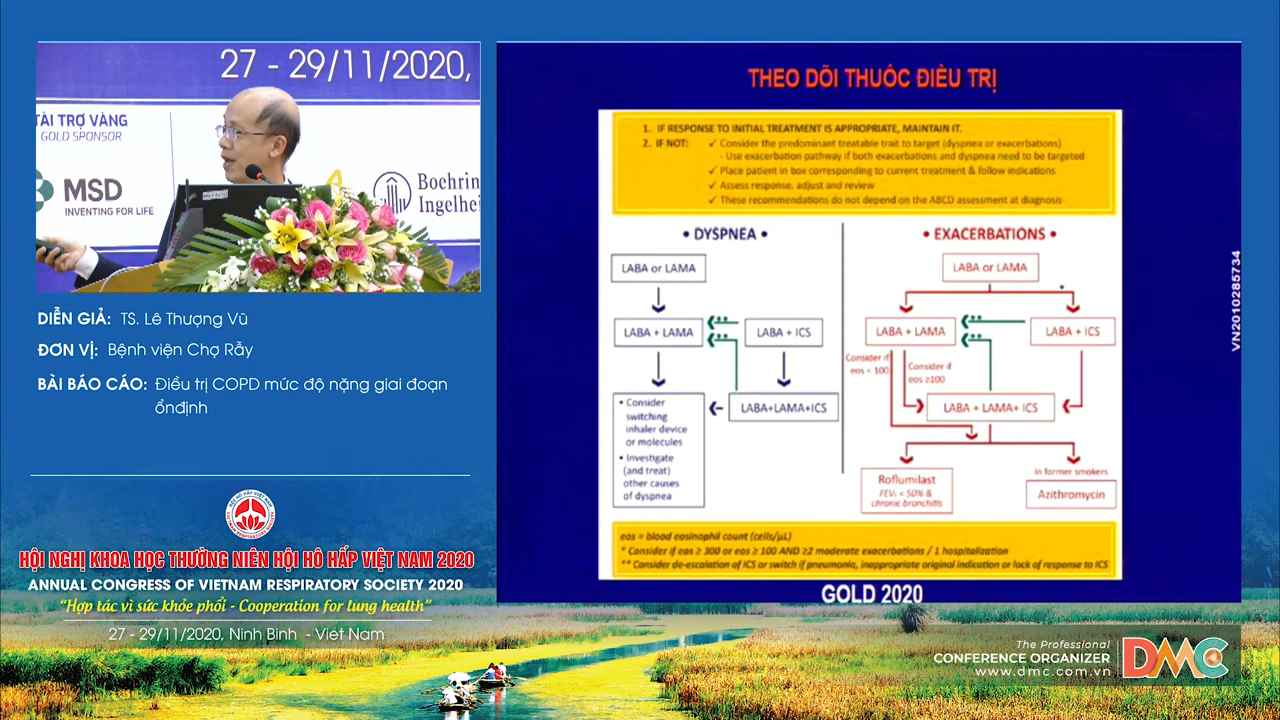 27 - 29/11/2020,
TÀI TRỢ VÀNG
GOLD SPONSOR
MSD
INVENTING FOR LIFE
Boehrin
Ingelhei
DIỄN GIẢ: TS. Lê Thượng Vũ
ĐƠN VỊ: Bệnh viện Chợ Rẫy
BÀI BÁO CÁO: Điều trị COPD mức độ nặng giai đoạn
ổnđịnh
HỘI NGHỊ KHOA HỌC THƯỜNG NIÊN HỘI HÔ HẤP VIỆT NAM 2020
ANNUAL CONGRESS OF VIETNAM RESPIRATORY SOCIETY 2020
“Hợp tác vì sức khỏe phổi - Cooperation for lung health”
27 - 29/11/2020, Ninh Binh - Viet Nam
THEO DÕI THUỐC ĐIỀU TRỊ
1. IF RESPONSE TO INITIAL TREATMENT IS APPROPRIATE, MAINTAIN IT.
2. IF NOT: ✓ Consider the predominant treatable trait to target (dyspnea or exacerbations)
- Use exacerbation pathway if both exacerbations and dyspnea need to be targeted
✓ Place patient in box corresponding to current treatment & follow indications
✓ Assess response, adjust and review
✓ These recommendations do not depend on the ABCD assessment at diagnosis
• DYSPNEA •
LABA or LAMA
LABA + LAMA
**
**
LABA + ICS
• Consider
switching
inhaler device
or molecules
• Investigate
(and treat)
other causes
of dyspnea
LABA+LAMA+ICS
• EXACERBATIONS •
LABA or LAMA
*
LABA + LAMA
**
**
LABA + ICS
Consider if
eos < 100
Consider if
eos ≥100
LABA + LAMA+ ICS
Roflumilast
FEV₁ < 50% &
chronic bronchitis
In former smokers
Azithromycin
eos = blood eosinophil count (cells/µL)
* Consider if eos ≥ 300 or eos ≥ 100 AND ≥2 moderate exacerbations / 1 hospitalization
** Consider de-escalation of ICS or switch if pneumonia, inappropriate original indication or lack of response to ICS
GOLD 2020
VN2010285734
The Professional
CONFERENCE ORGANIZER
www.dmc.com.vn
DMC